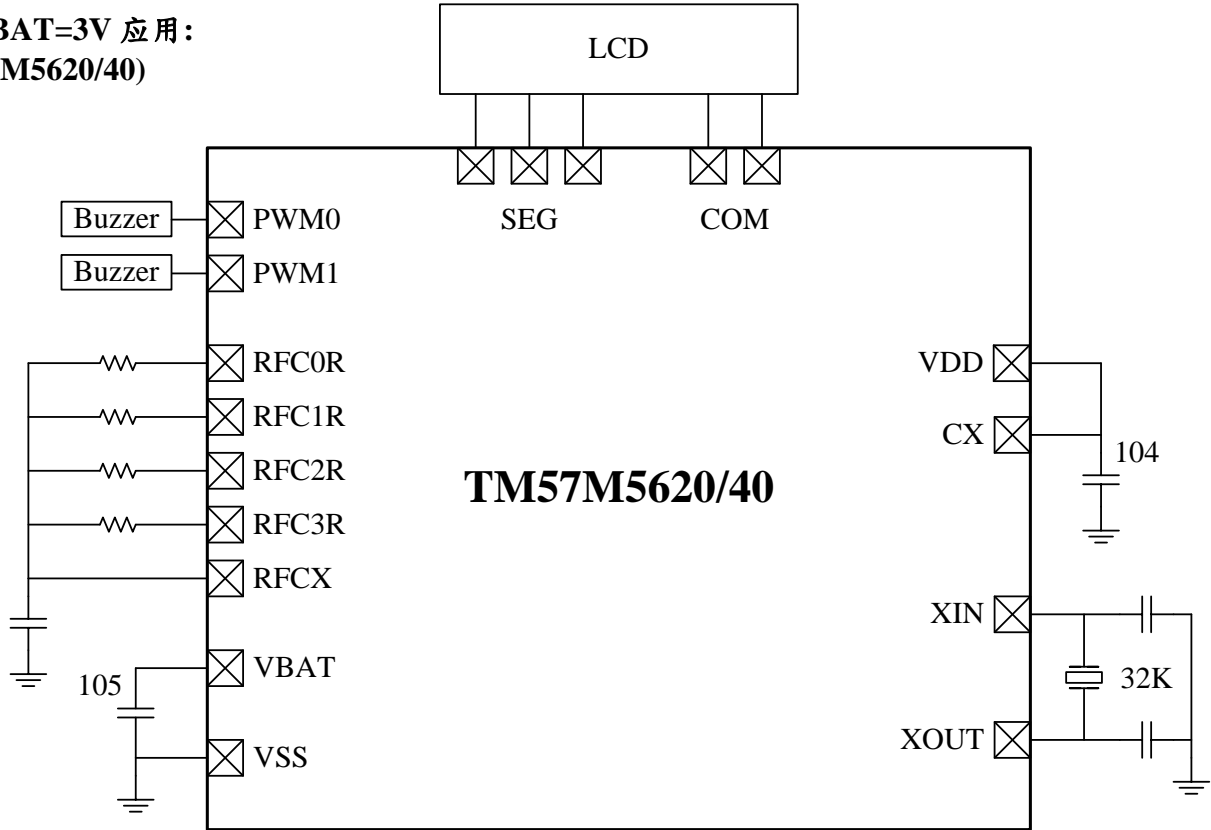 BAT=3V 应用:
M5620/40)
LCD
SEG
COM
Buzzer
PWM0
Buzzer
PWM1
RFC0R
RFC1R
RFC2R
RFC3R
RFCX
VBAT
105
VSS
TM57M5620/40
VDD
CX
104
XIN
32K
XOUT